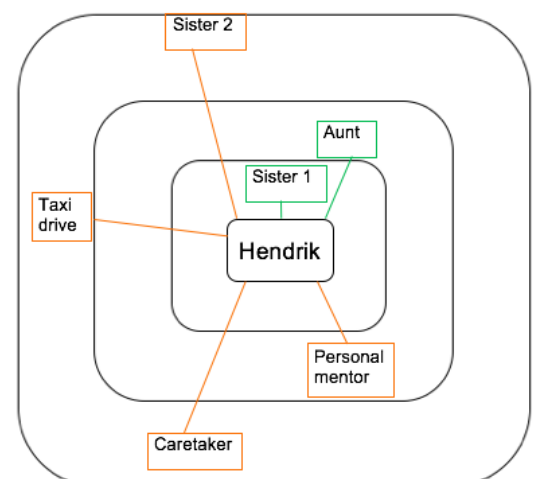 Sister 2
Aunt
Sister 1
Taxi
drive
Hendrik
Personal
mentor
Caretaker